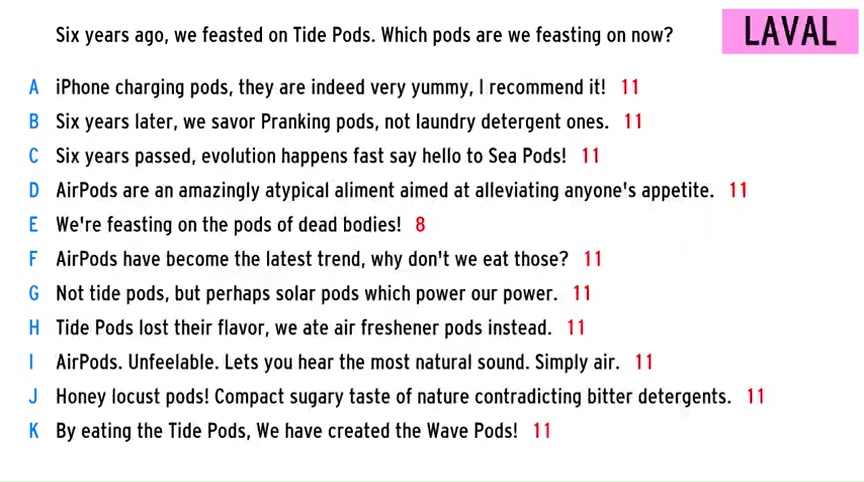 Six years ago, we feasted on Tide Pods. Which pods are we feasting on now?
LAVAL
A iPhone charging pods, they are indeed very yummy, I recommend it! 11
B Six years later, we savor Pranking pods, not laundry detergent ones. 11
C Six years passed, evolution happens fast say hello to Sea Pods! 11
D AirPods are an amazingly atypical aliment aimed at alleviating anyone's appetite. 11
E We're feasting on the pods of dead bodies! 8
F AirPods have become the latest trend, why don't we eat those? 11
G Not tide pods, but perhaps solar pods which power our power. 11
H Tide Pods lost their flavor, we ate air freshener pods instead. 11
I AirPods. Unfeelable. Lets you hear the most natural sound. Simply air. 11
J Honey locust pods! Compact sugary taste of nature contradicting bitter detergents. 11
K By eating the Tide Pods, We have created the Wave Pods! 11